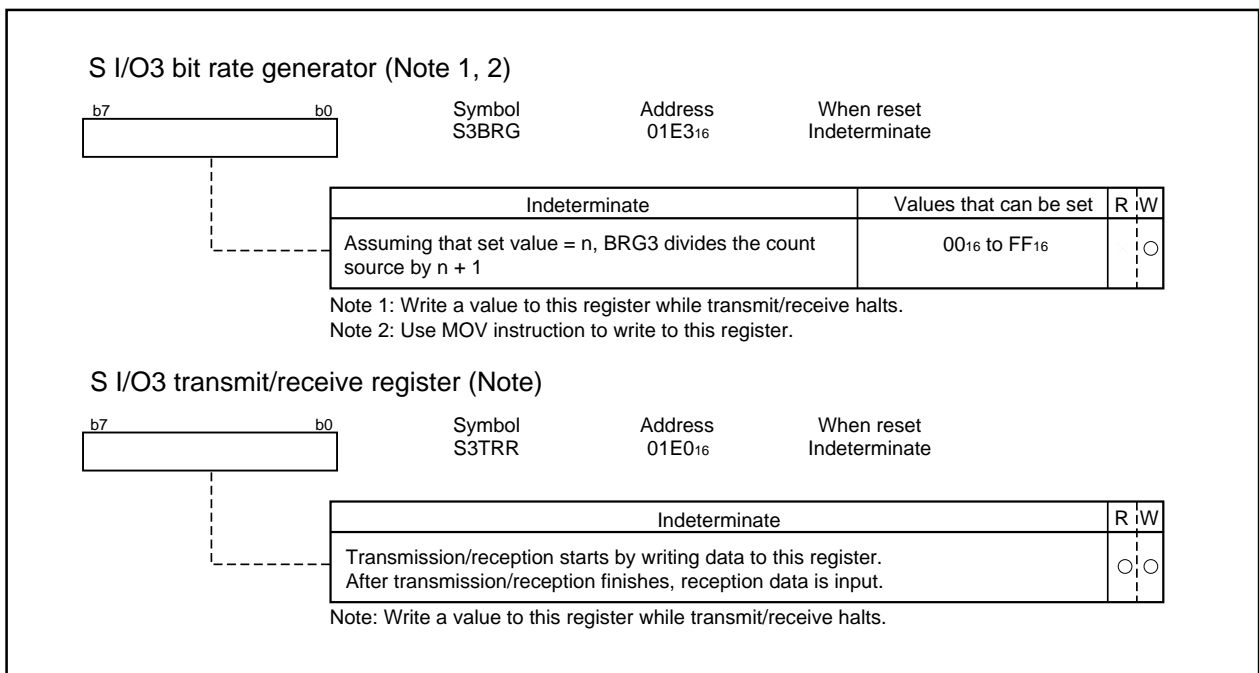 S I/O3 bit rate generator (Note 1, 2)
b7 b0 Symbol Address When reset
S3BRG 01E316 Indeterminate
Indeterminate Values that can be set R W
Assuming that set value = n, BRG3 divides the count
source by n + 1
0016 to FF16
Note 1: Write a value to this register while transmit/receive halts.
Note 2: Use MOV instruction to write to this register.
S I/O3 transmit/receive register (Note)
b7 b0 Symbol Address When reset
S3TRR 01E016 Indeterminate
Indeterminate R W
Transmission/reception starts by writing data to this register.
After transmission/reception finishes, reception data is input.
Note: Write a value to this register while transmit/receive halts.